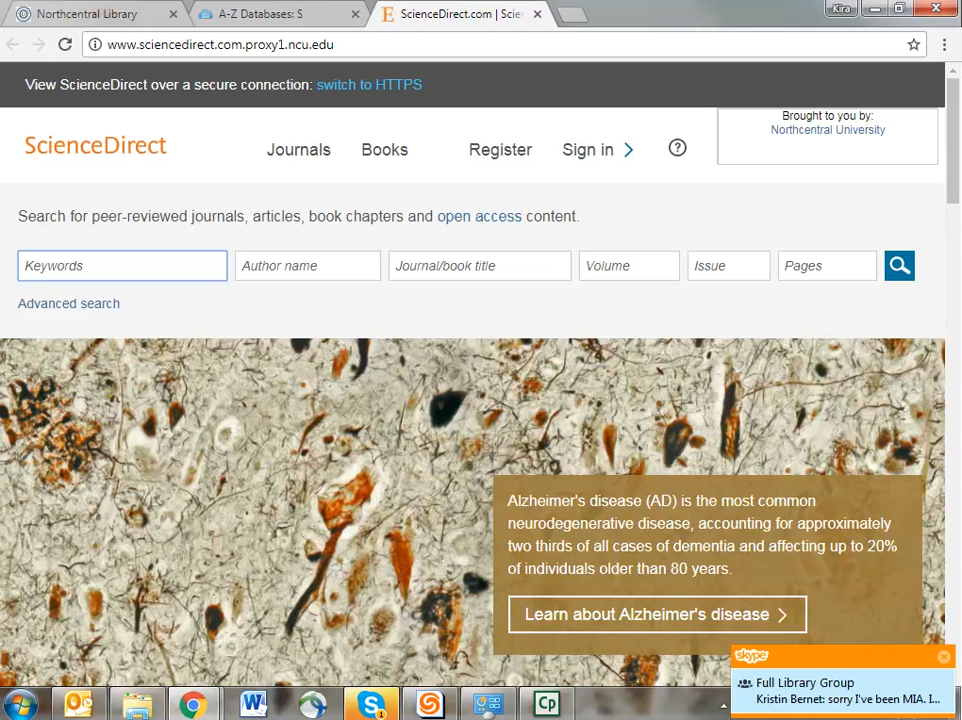 Northcentral Library
A-Z Databases: S
E ScienceDirect.com | Scie
Kira
www.sciencedirect.com.proxy1.ncu.edu
View ScienceDirect over a secure connection: switch to HTTPS
ScienceDirect
Journals Books Register Sign in ?
Brought to you by:
Northcentral University
Search for peer-reviewed journals, articles, book chapters and open access content.
Keywords Author name Journal/book title Volume Issue Pages
Advanced search
Alzheimer's disease (AD) is the most common
neurodegenerative disease, accounting for approximately
two thirds of all cases of dementia and affecting up to 20%
of individuals older than 80 years.
Learn about Alzheimer's disease
skype
Full Library Group
Kristin Bernet: sorry I've been MIA. I...
W S 1 S Cp